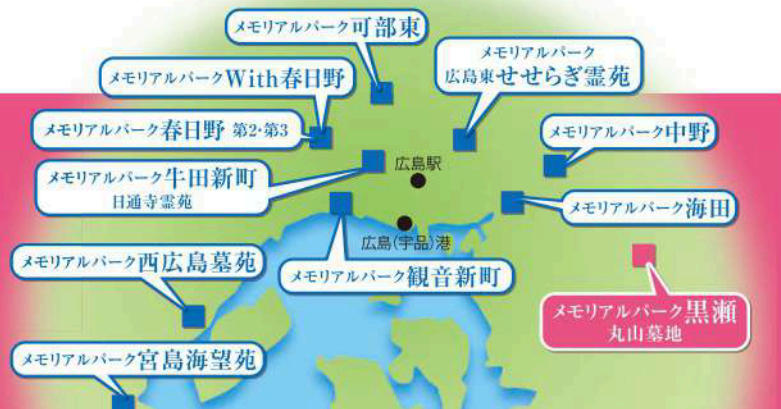 メモリアルパーク可部東
メモリアルパーク
広島東せせらぎ霊苑
メモリアルパークWith春日野
メモリアルパーク春日野 第2・第3
メモリアルパーク中野
メモリアルパーク牛田新町
日通寺霊苑
広島駅
メモリアルパーク海田
広島(宇品)港
メモリアルパーク西広島墓苑
メモリアルパーク観音新町
メモリアルパーク黒瀬
丸山墓地
メモリアルパーク宮島海望苑